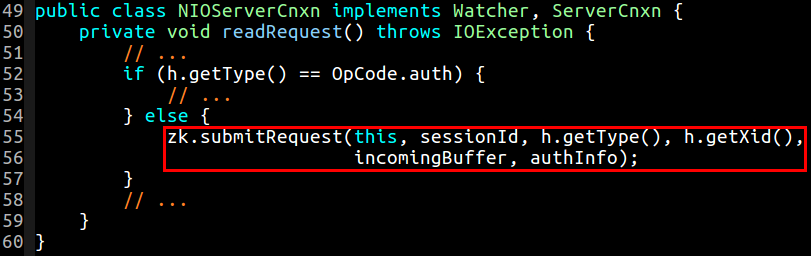 49 public class NIOServerCnxn implements Watcher, ServerCnxn {
50     private void readRequest() throws IOException {
51         // ...
52         if (h.getType() == OpCode.auth) {
53             // ...
54         } else {
55             zk.submitRequest(this, sessionId, h.getType(), h.getXid(),
56                              incomingBuffer, authInfo);
57         }
58         // ...
59     }
60 }